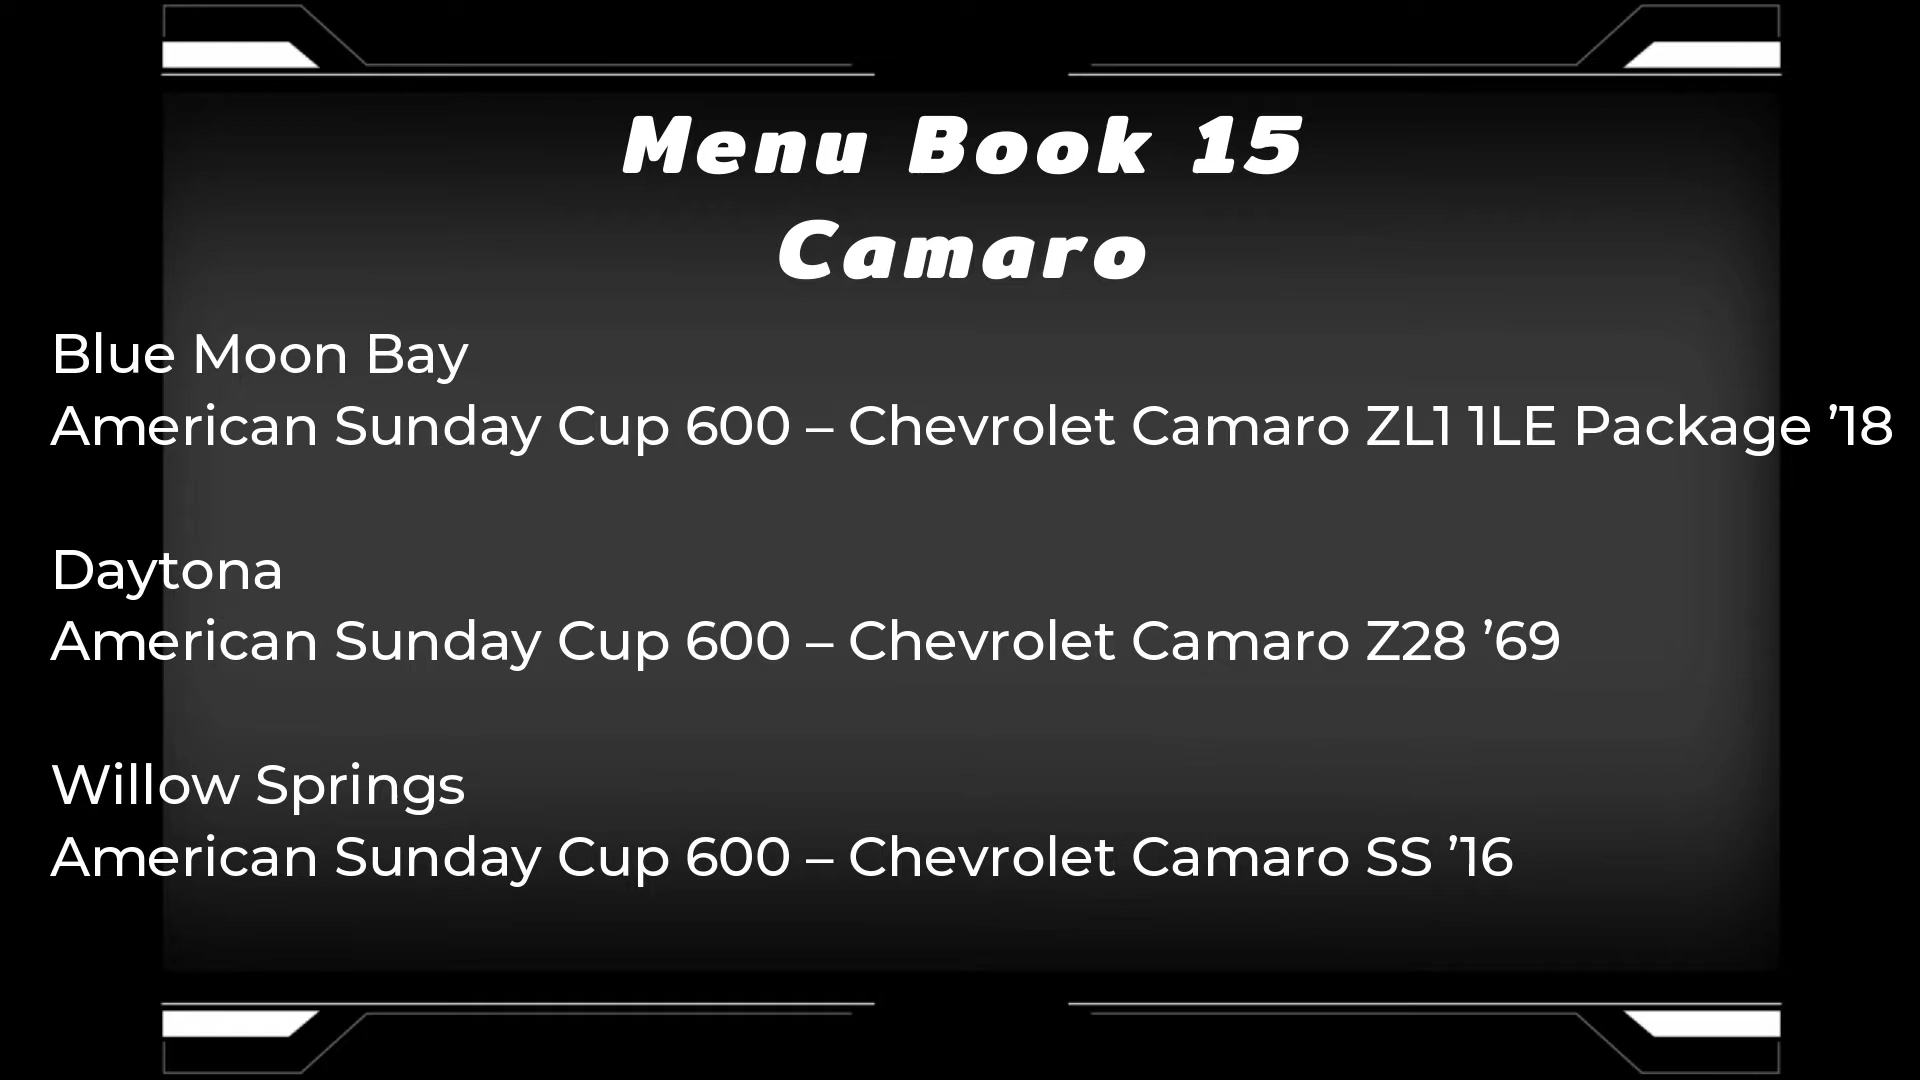 Menu Book 15
Camaro
Blue Moon Bay
American Sunday Cup 600 – Chevrolet Camaro ZL1 1LE Package ’18
Daytona
American Sunday Cup 600 – Chevrolet Camaro Z28 ’69
Willow Springs
American Sunday Cup 600 – Chevrolet Camaro SS ’16